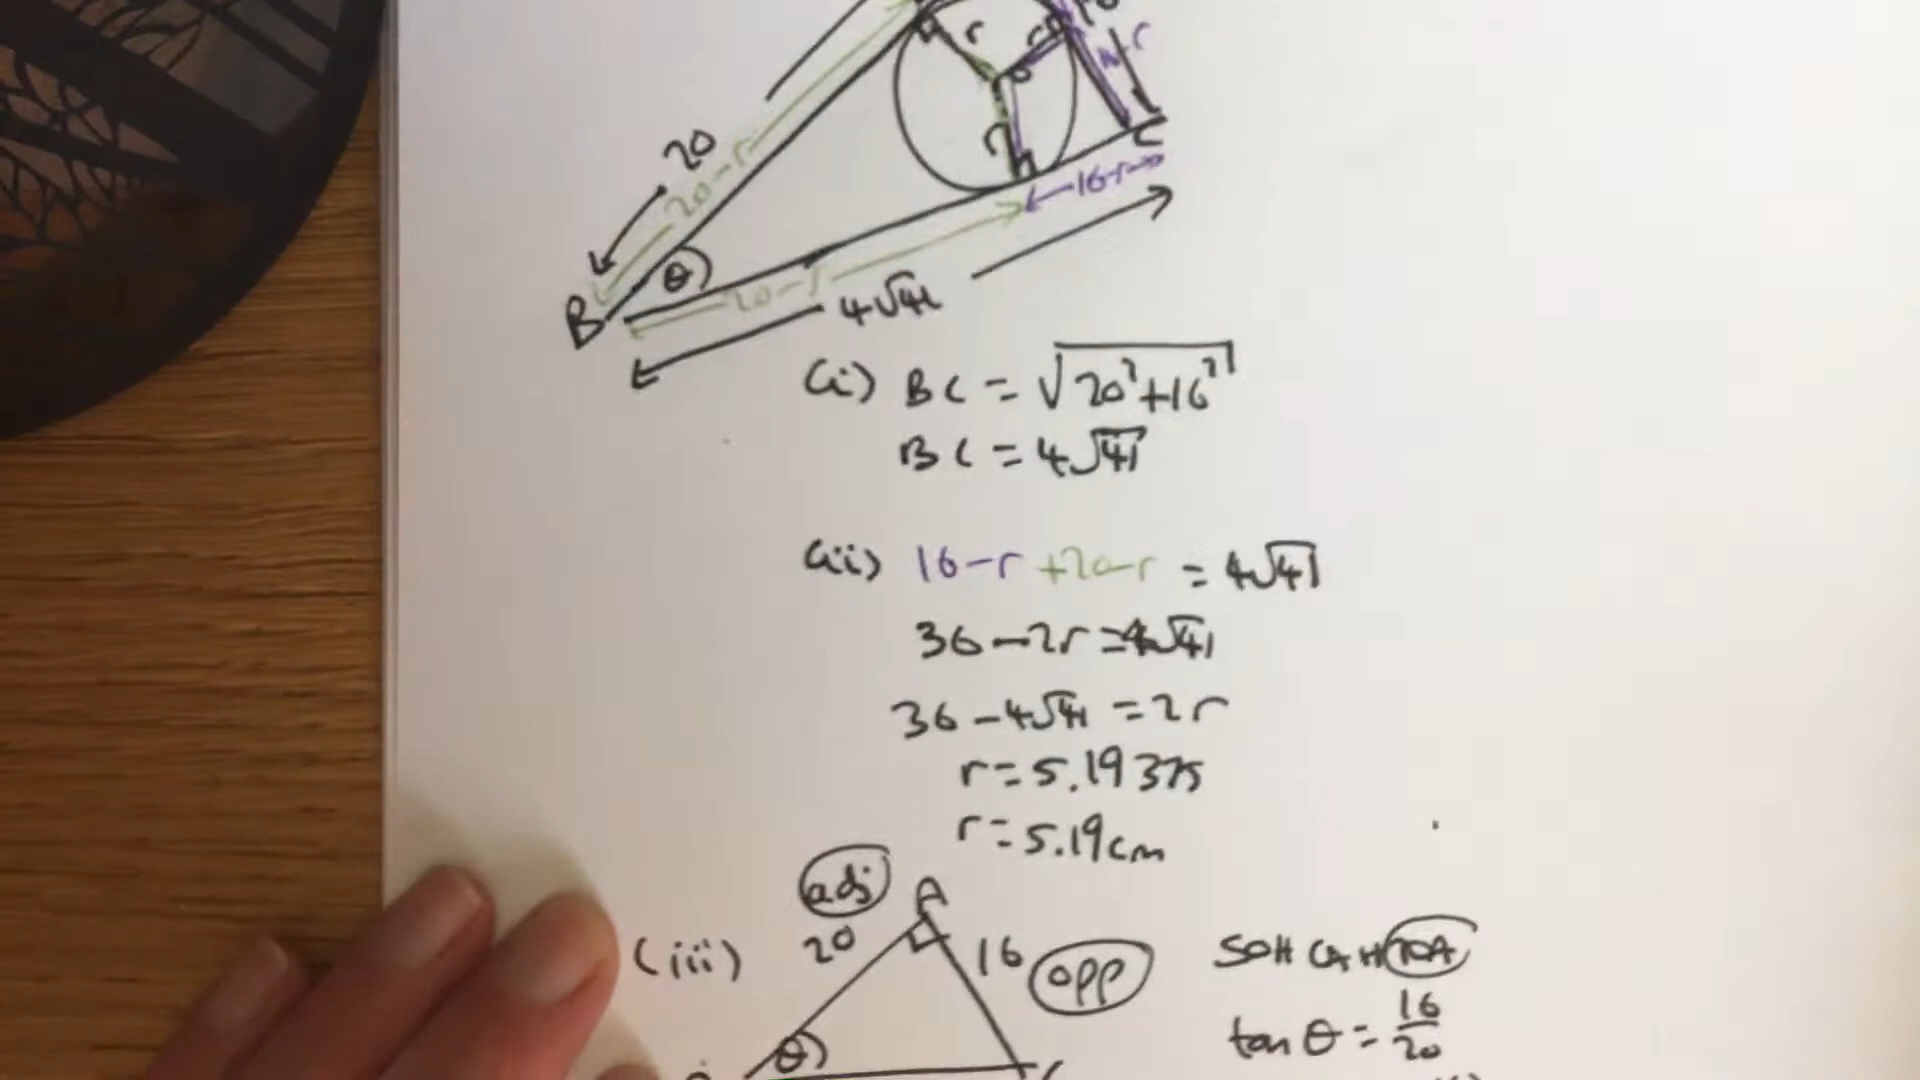 r
r
r
20
20-r
r
C
16-r
θ
20-r
B
4√41
(i) BC = √20²+16²
BC = 4√41
(ii) 16-r +20-r = 4√41
36-2r=4√41
36-4√41 = 2r
r=5.19375
r=5.19cm
adj
A
(iii) 20 16 opp SOH CAH TOA
tan θ = 16/20
θ